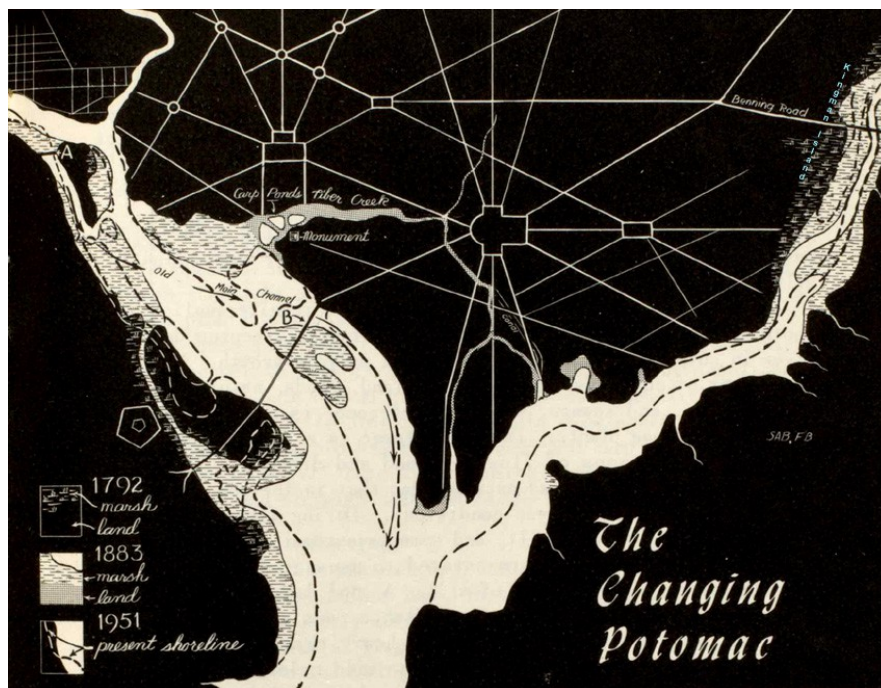 Kingman Island
Benning Road
A
Carp Ponds Tiber Creek
Monument
Old
Main
Channel
B
Canal
SAB, FB
1792
marsh
land
1883
marsh
land
1951
present shoreline
The
Changing
Potomac